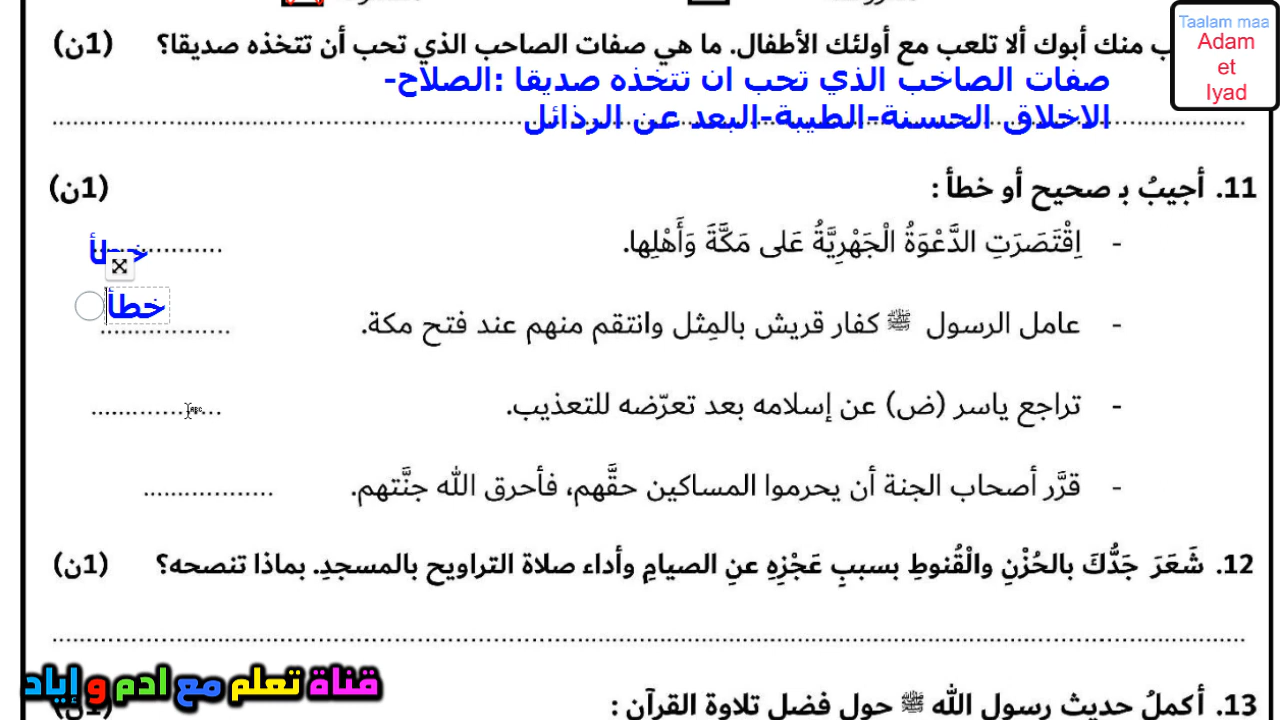 Taalam maa
Adam
et
Iyad
ب منك أبوك ألا تلعب مع أولئك الأطفال. ما هي صفات الصاحب الذي تحب أن تتخذه صديقا؟ (1ن)
صفات الصاخب الذي تحب ان تتخذه صديقا :الصلاح-
الاخلاق الحسنة-الطيبة-البعد عن الرذائل
11. أجيبُ بـ صحيح أو خطأ : (1ن)
- اِقْتَصَرَتِ الدَّعْوَةُ الْجَهْرِيَّةُ عَلى مَكَّةَ وَأَهْلِها. خطأ
- عامل الرسول ﷺ كفار قريش بالمِثل وانتقم منهم عند فتح مكة. خطأ
- تراجع ياسر (ض) عن إسلامه بعد تعرّضه للتعذيب. ..................
- قرَّر أصحاب الجنة أن يحرموا المساكين حقَّهم، فأحرق الله جنَّتهم. ..................
12. شَعَرَ جَدُّكَ بالحُزْنِ والْقُنوطِ بسببِ عَجْزِهِ عنِ الصيامِ وأداء صلاة التراويح بالمسجدِ. بماذا تنصحه؟ (1ن)
قناة تعلم مع ادم و إياد
13. أكملُ حديث رسول الله ﷺ حول فضل تلاوة القرآن :